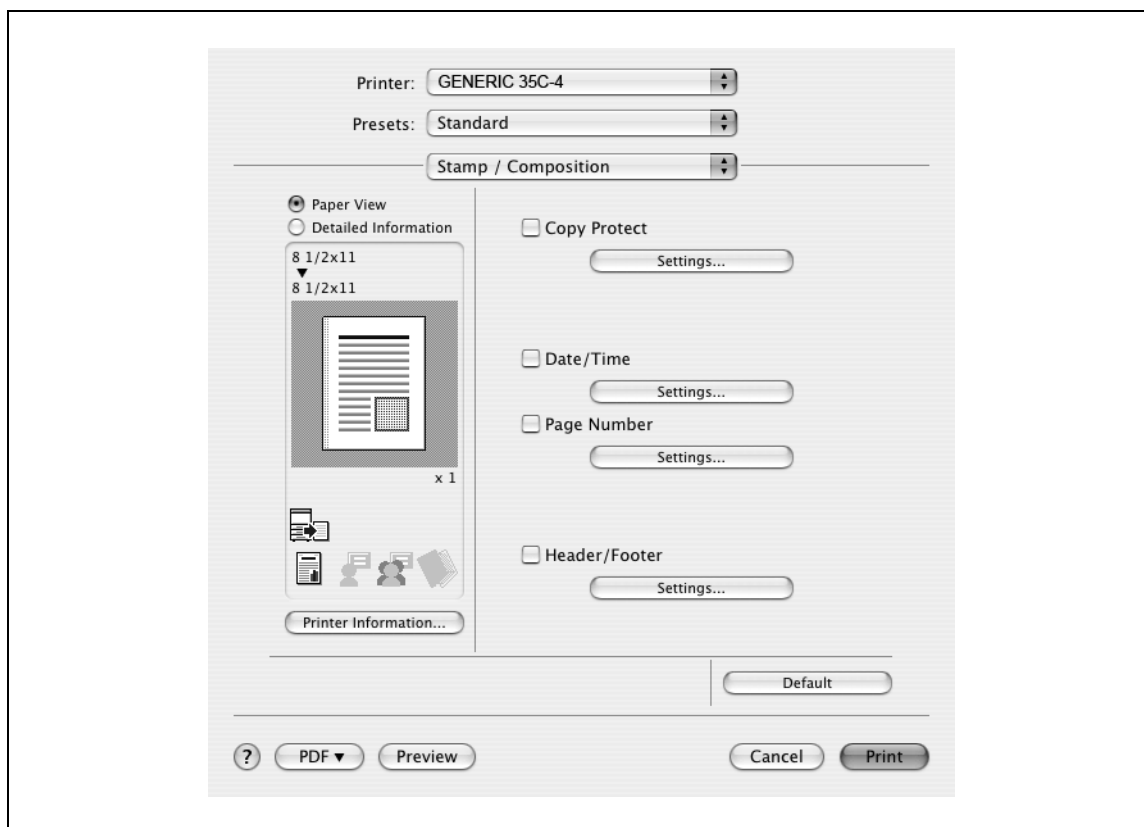 Printer: GENERIC 35C-4
Presets: Standard
Stamp / Composition
Paper View
Detailed Information
8 1/2x11
▼
8 1/2x11
x 1
Printer Information...
Copy Protect
Settings...
Date/Time
Settings...
Page Number
Settings...
Header/Footer
Settings...
Default
? PDF ▼ Preview Cancel Print